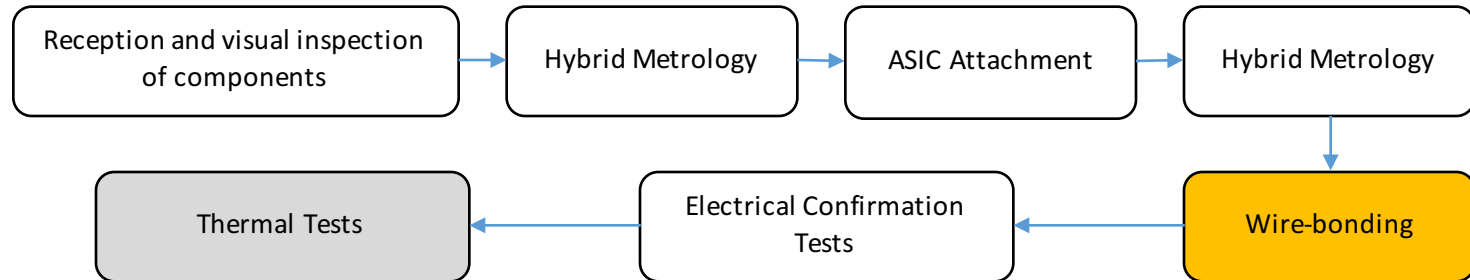 Reception and visual inspection
of components
Hybrid Metrology
ASIC Attachment
Hybrid Metrology
Wire-bonding
Electrical Confirmation
Tests
Thermal Tests